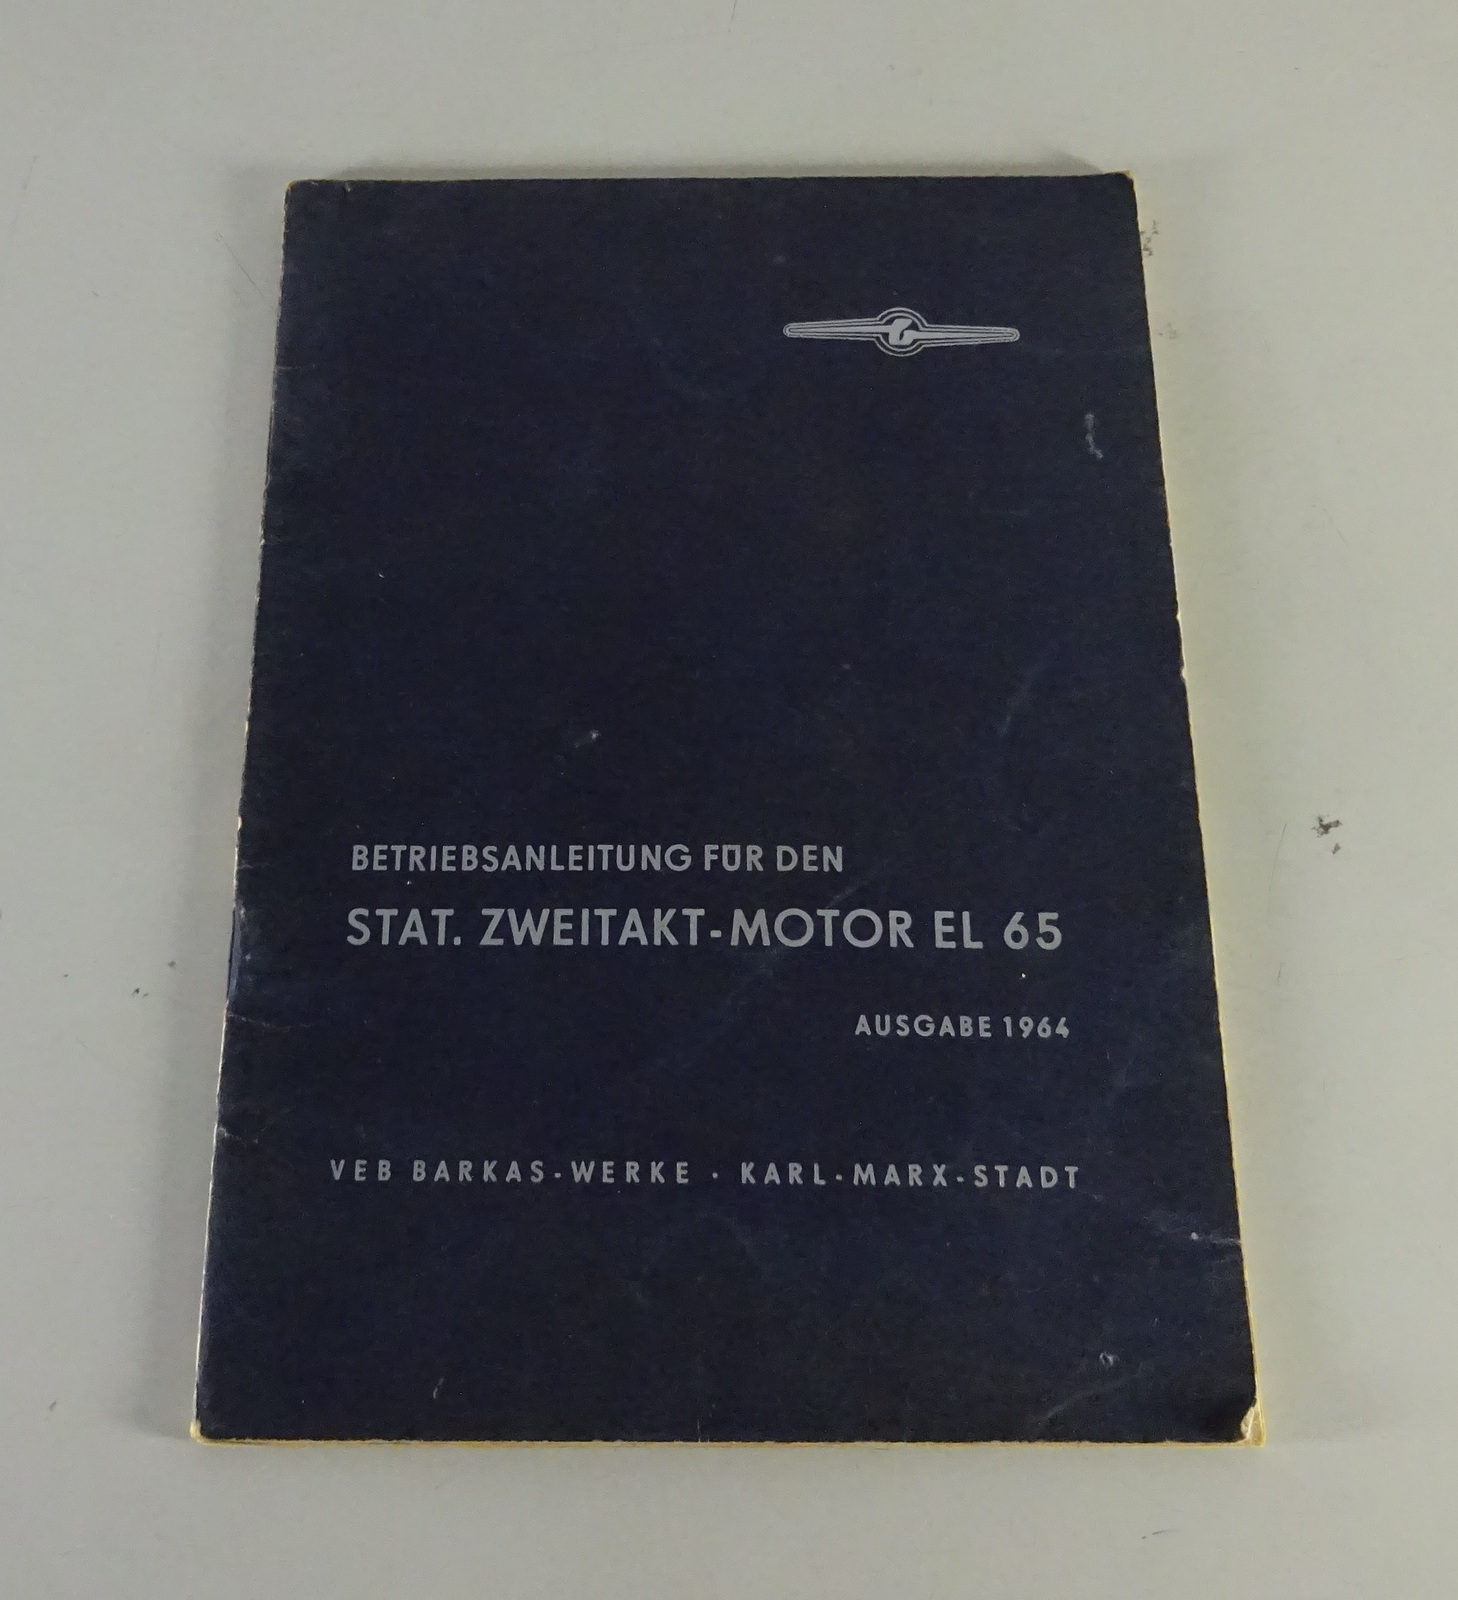 BETRIEBSANLEITUNG FÜR DEN
STAT. ZWEITAKT-MOTOR EL 65
AUSGABE 1964
VEB BARKAS-WERKE · KARL-MARX-STADT